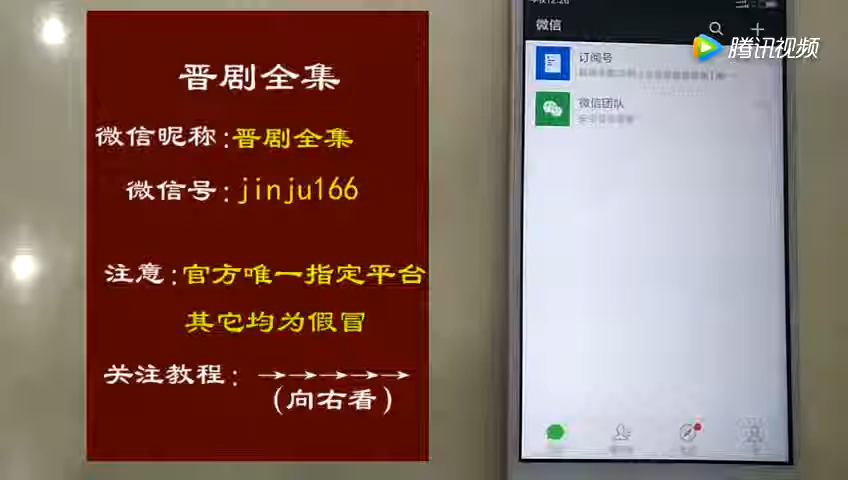 晋剧全集
微信昵称:晋剧全集
微信号:jinju166
注意:官方唯一指定平台
其它均为假冒
关注教程: →→→→→
(向右看)
微信
腾讯视频
订阅号
微信团队